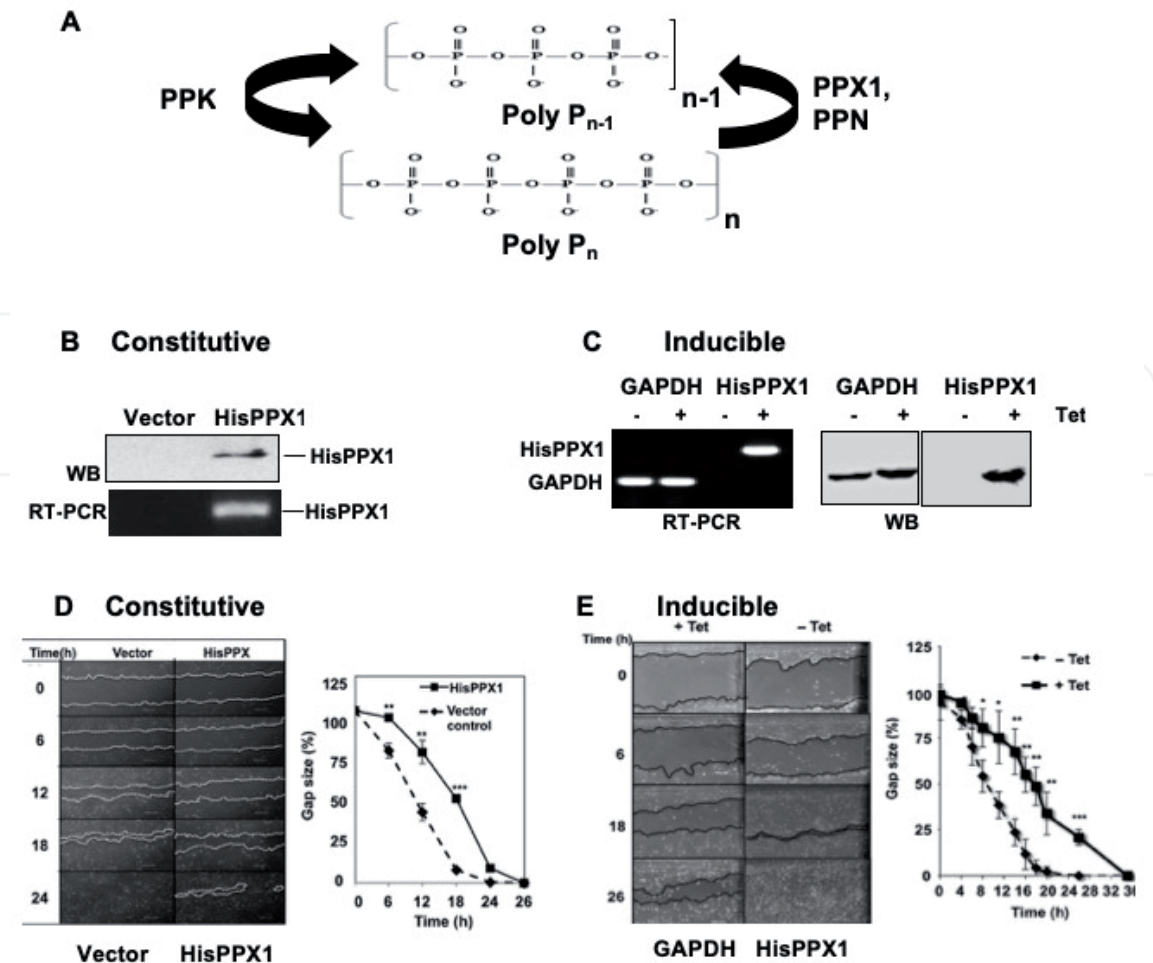 A
PPK
O O O
O P O P O P O
O- O- O-
n-1
Poly Pn-1
PPX1,
PPN
O O O O
O P O P O P O P O
O- O- O- O-
n
Poly Pn
B Constitutive
Vector HisPPX1
WB
HisPPX1
RT-PCR
HisPPX1
C Inducible
GAPDH HisPPX1
- + - +
HisPPX1
GAPDH
RT-PCR
GAPDH HisPPX1
- + - + Tet
WB
D Constitutive
Time(h) Vector HisPPX
0
6
12
18
24
Vector HisPPX1
125
100
75
50
25
0
Gap size (%)
HisPPX1
Vector
control
**
**
***
0 6 12 18 24 26
Time (h)
E Inducible
+ Tet – Tet
Time (h)
0
6
18
26
GAPDH HisPPX1
125
100
75
50
25
0
Gap size (%)
– Tet
+ Tet
*
*
**
**
**
**
***
0 4 8 12 16 20 24 28 32
Time (h)